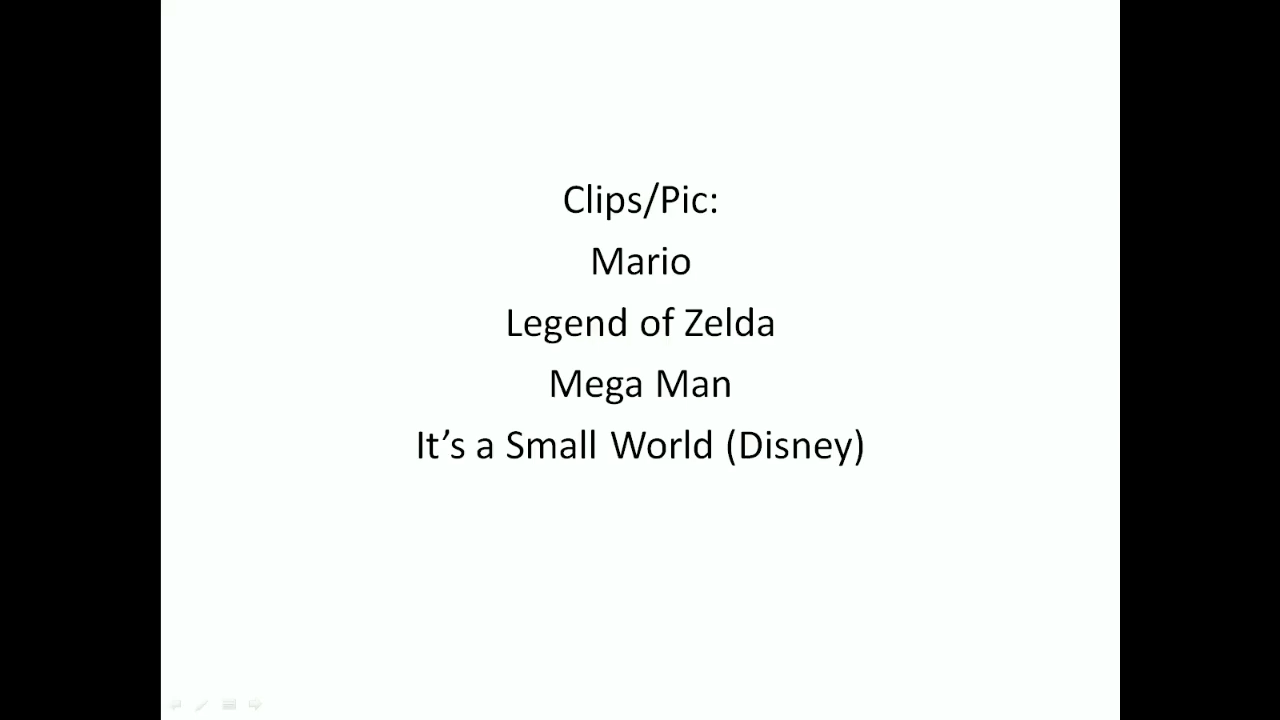 Clips/Pic:
Mario
Legend of Zelda
Mega Man
It’s a Small World (Disney)